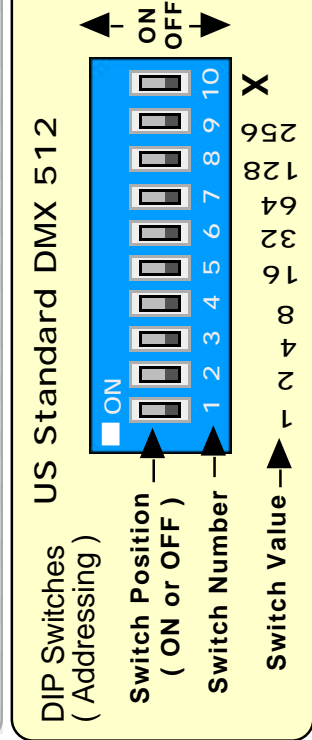 DIP Switches
( Addressing )
US Standard DMX 512
ON
Switch Position
( ON or OFF )
ON
OFF
Switch Number
1 2 3 4 5 6 7 8 9 10
Switch Value
1 2 4 8 16 32 64 128 256 X